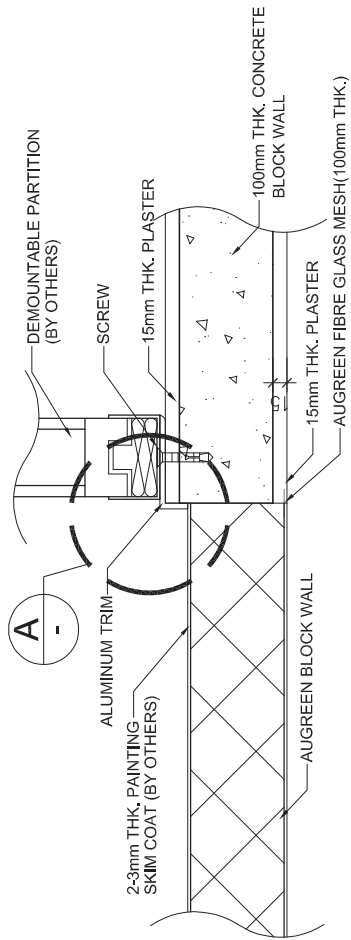 DEMOUNTABLE PARTITION
(BY OTHERS)
SCREW
15mm THK. PLASTER
100mm THK. CONCRETE
BLOCK WALL
A
-
ALUMINUM TRIM
2-3mm THK. PAINTING
SKIM COAT (BY OTHERS)
15
15mm THK. PLASTER
AUGREEN FIBRE GLASS MESH(100mm THK.)
AUGREEN BLOCK WALL